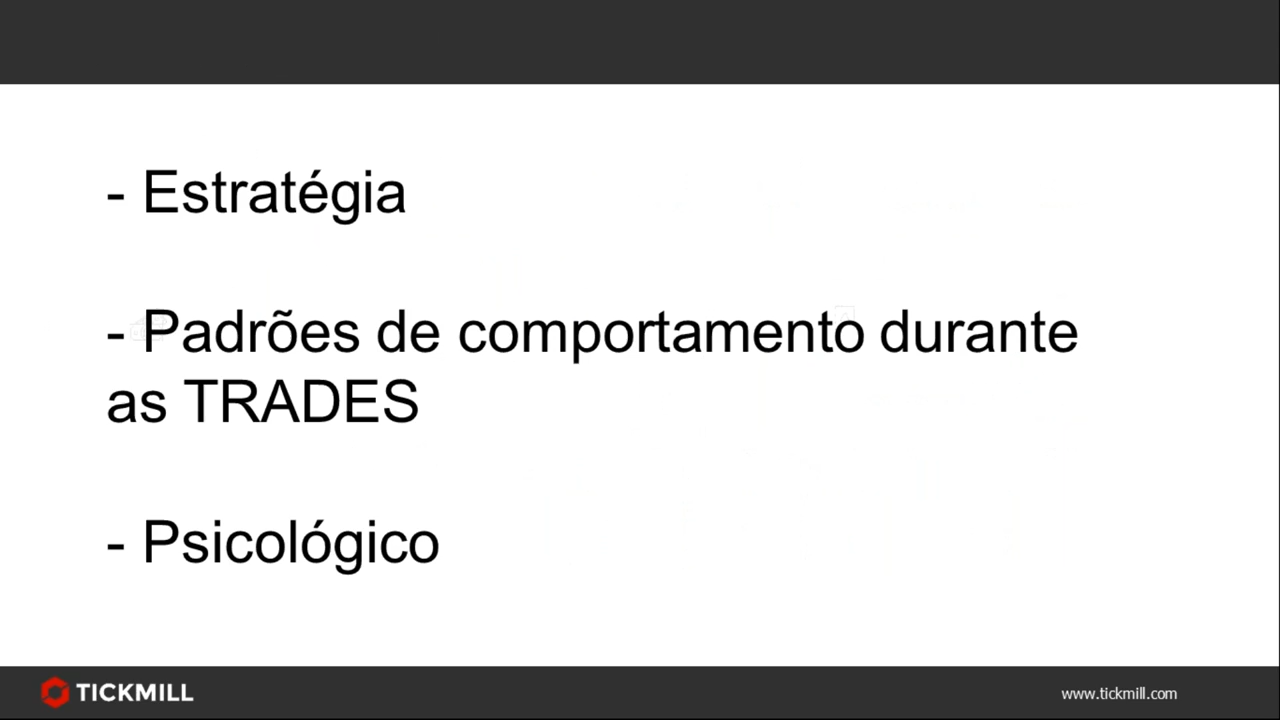 - Estratégia
- Padrões de comportamento durante
as TRADES
- Psicológico
TICKMILL
www.tickmill.com